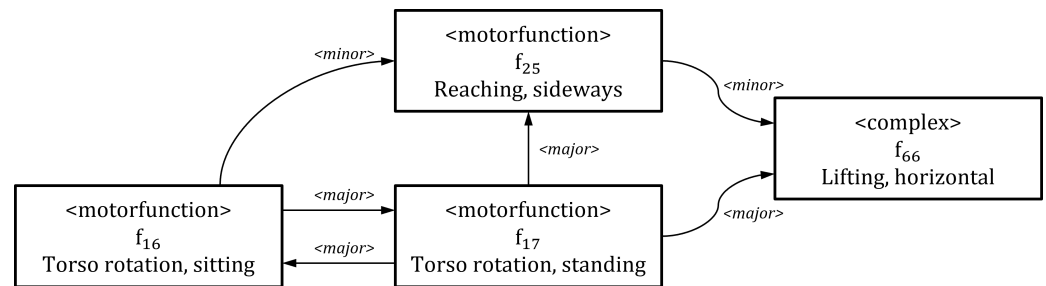 <motorfunction>
f₂₅
Reaching, sideways
<minor>
<minor>
<complex>
f₆₆
Lifting, horizontal
<major>
<motorfunction>
f₁₆
Torso rotation, sitting
<major>
<major>
<motorfunction>
f₁₇
Torso rotation, standing
<major>